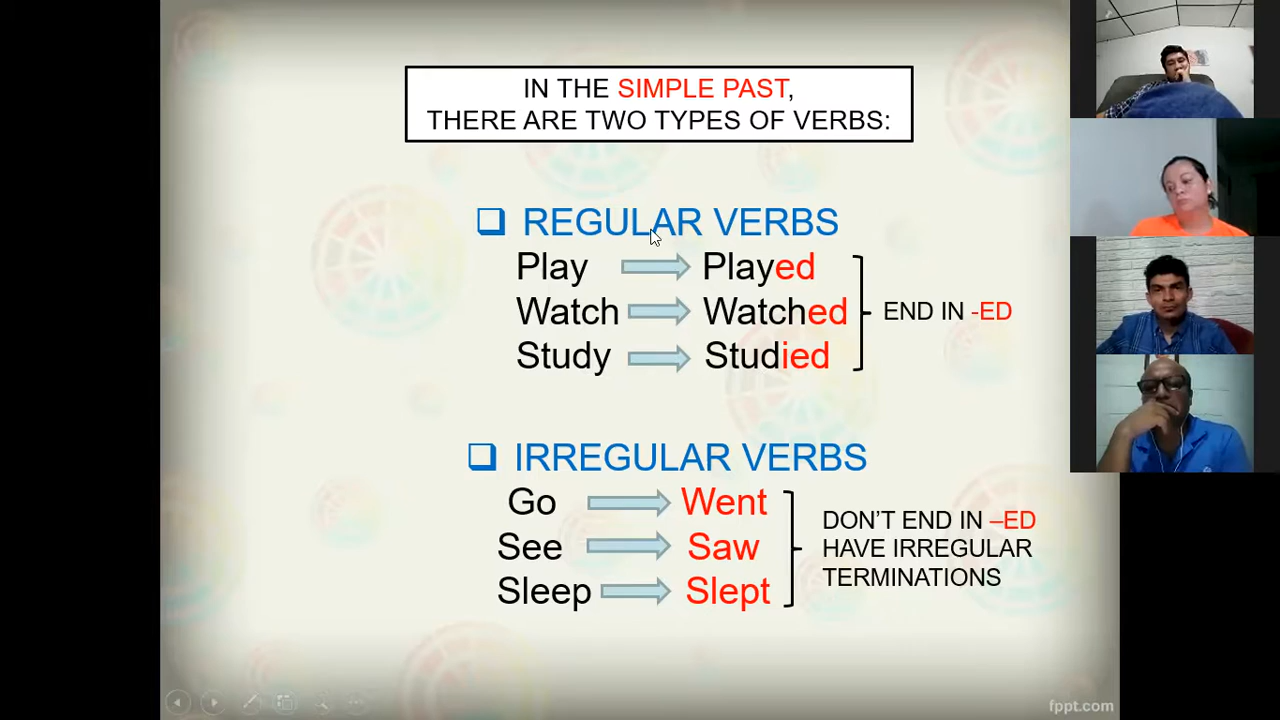 IN THE SIMPLE PAST,
THERE ARE TWO TYPES OF VERBS:
REGULAR VERBS
Play Played
Watch Watched
Study Studied
END IN -ED
IRREGULAR VERBS
Go Went
See Saw
Sleep Slept
DON'T END IN –ED
HAVE IRREGULAR
TERMINATIONS
fppt.com